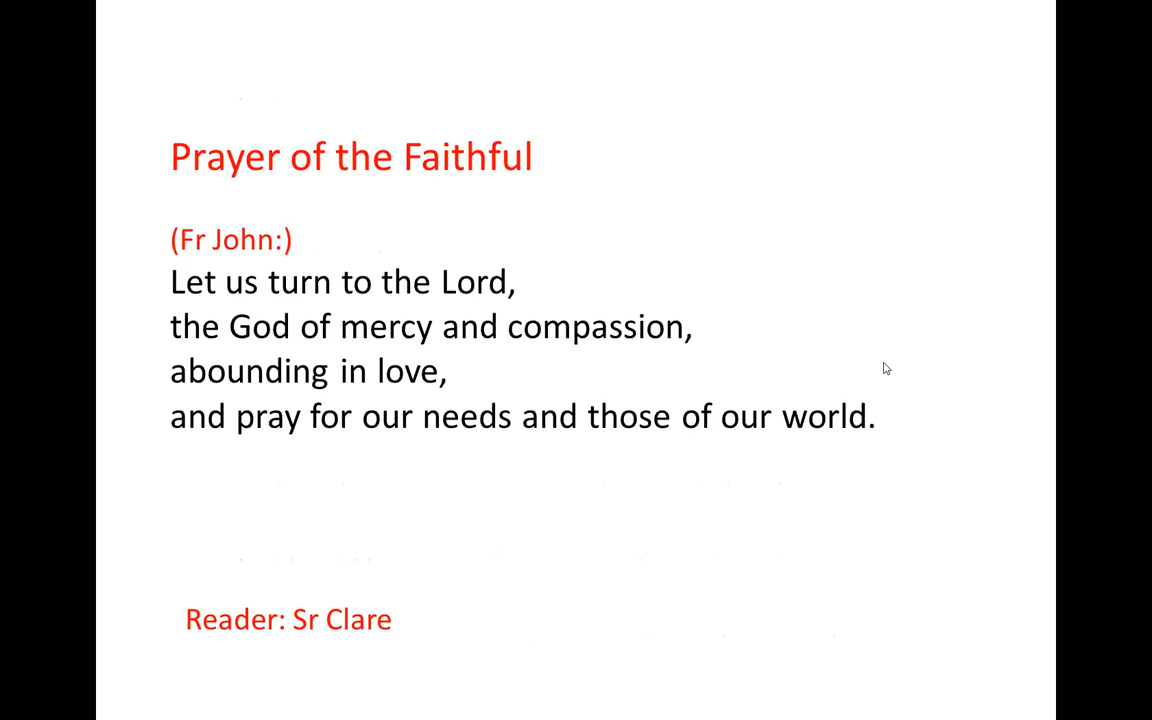 Prayer of the Faithful
(Fr John:)
Let us turn to the Lord,
the God of mercy and compassion,
abounding in love,
and pray for our needs and those of our world.
Reader: Sr Clare